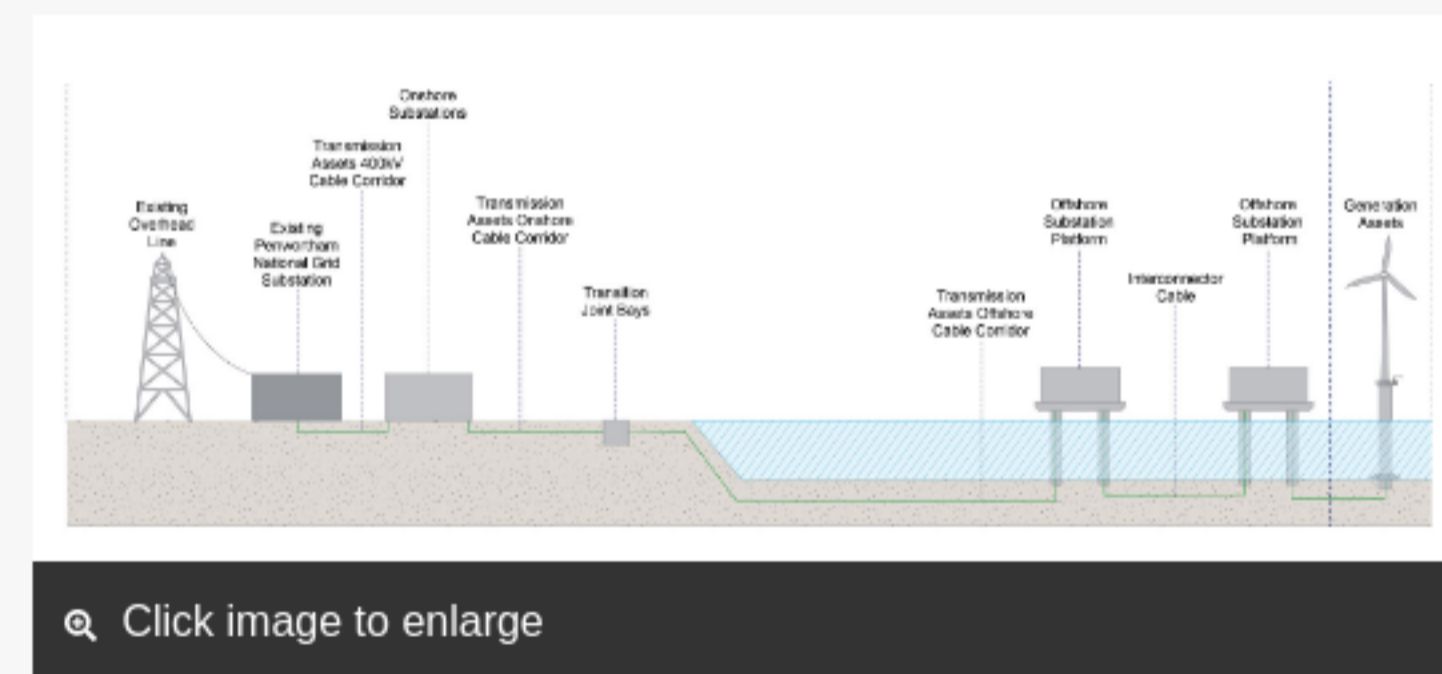 Onshore
Substations
Transmission
Assets 400kV
Cable Corridor
Existing
Overhead
Line
Existing
Penwortham
National Grid
Substation
Transmission
Assets Onshore
Cable Corridor
Transition
Joint Bays
Transmission
Assets Offshore
Cable Corridor
Offshore
Substation
Platform
Interconnector
Cable
Offshore
Substation
Platform
Generation
Assets
Click image to enlarge